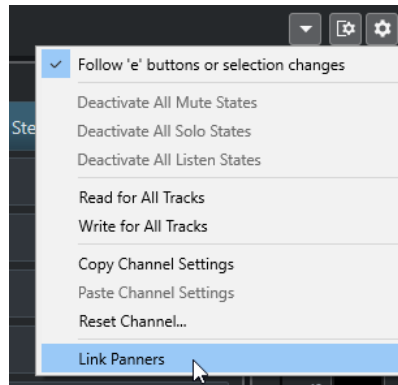 Follow 'e' buttons or selection changes
Ste
Deactivate All Mute States
Deactivate All Solo States
Deactivate All Listen States
Read for All Tracks
Write for All Tracks
Copy Channel Settings
Paste Channel Settings
Reset Channel...
Link Panners